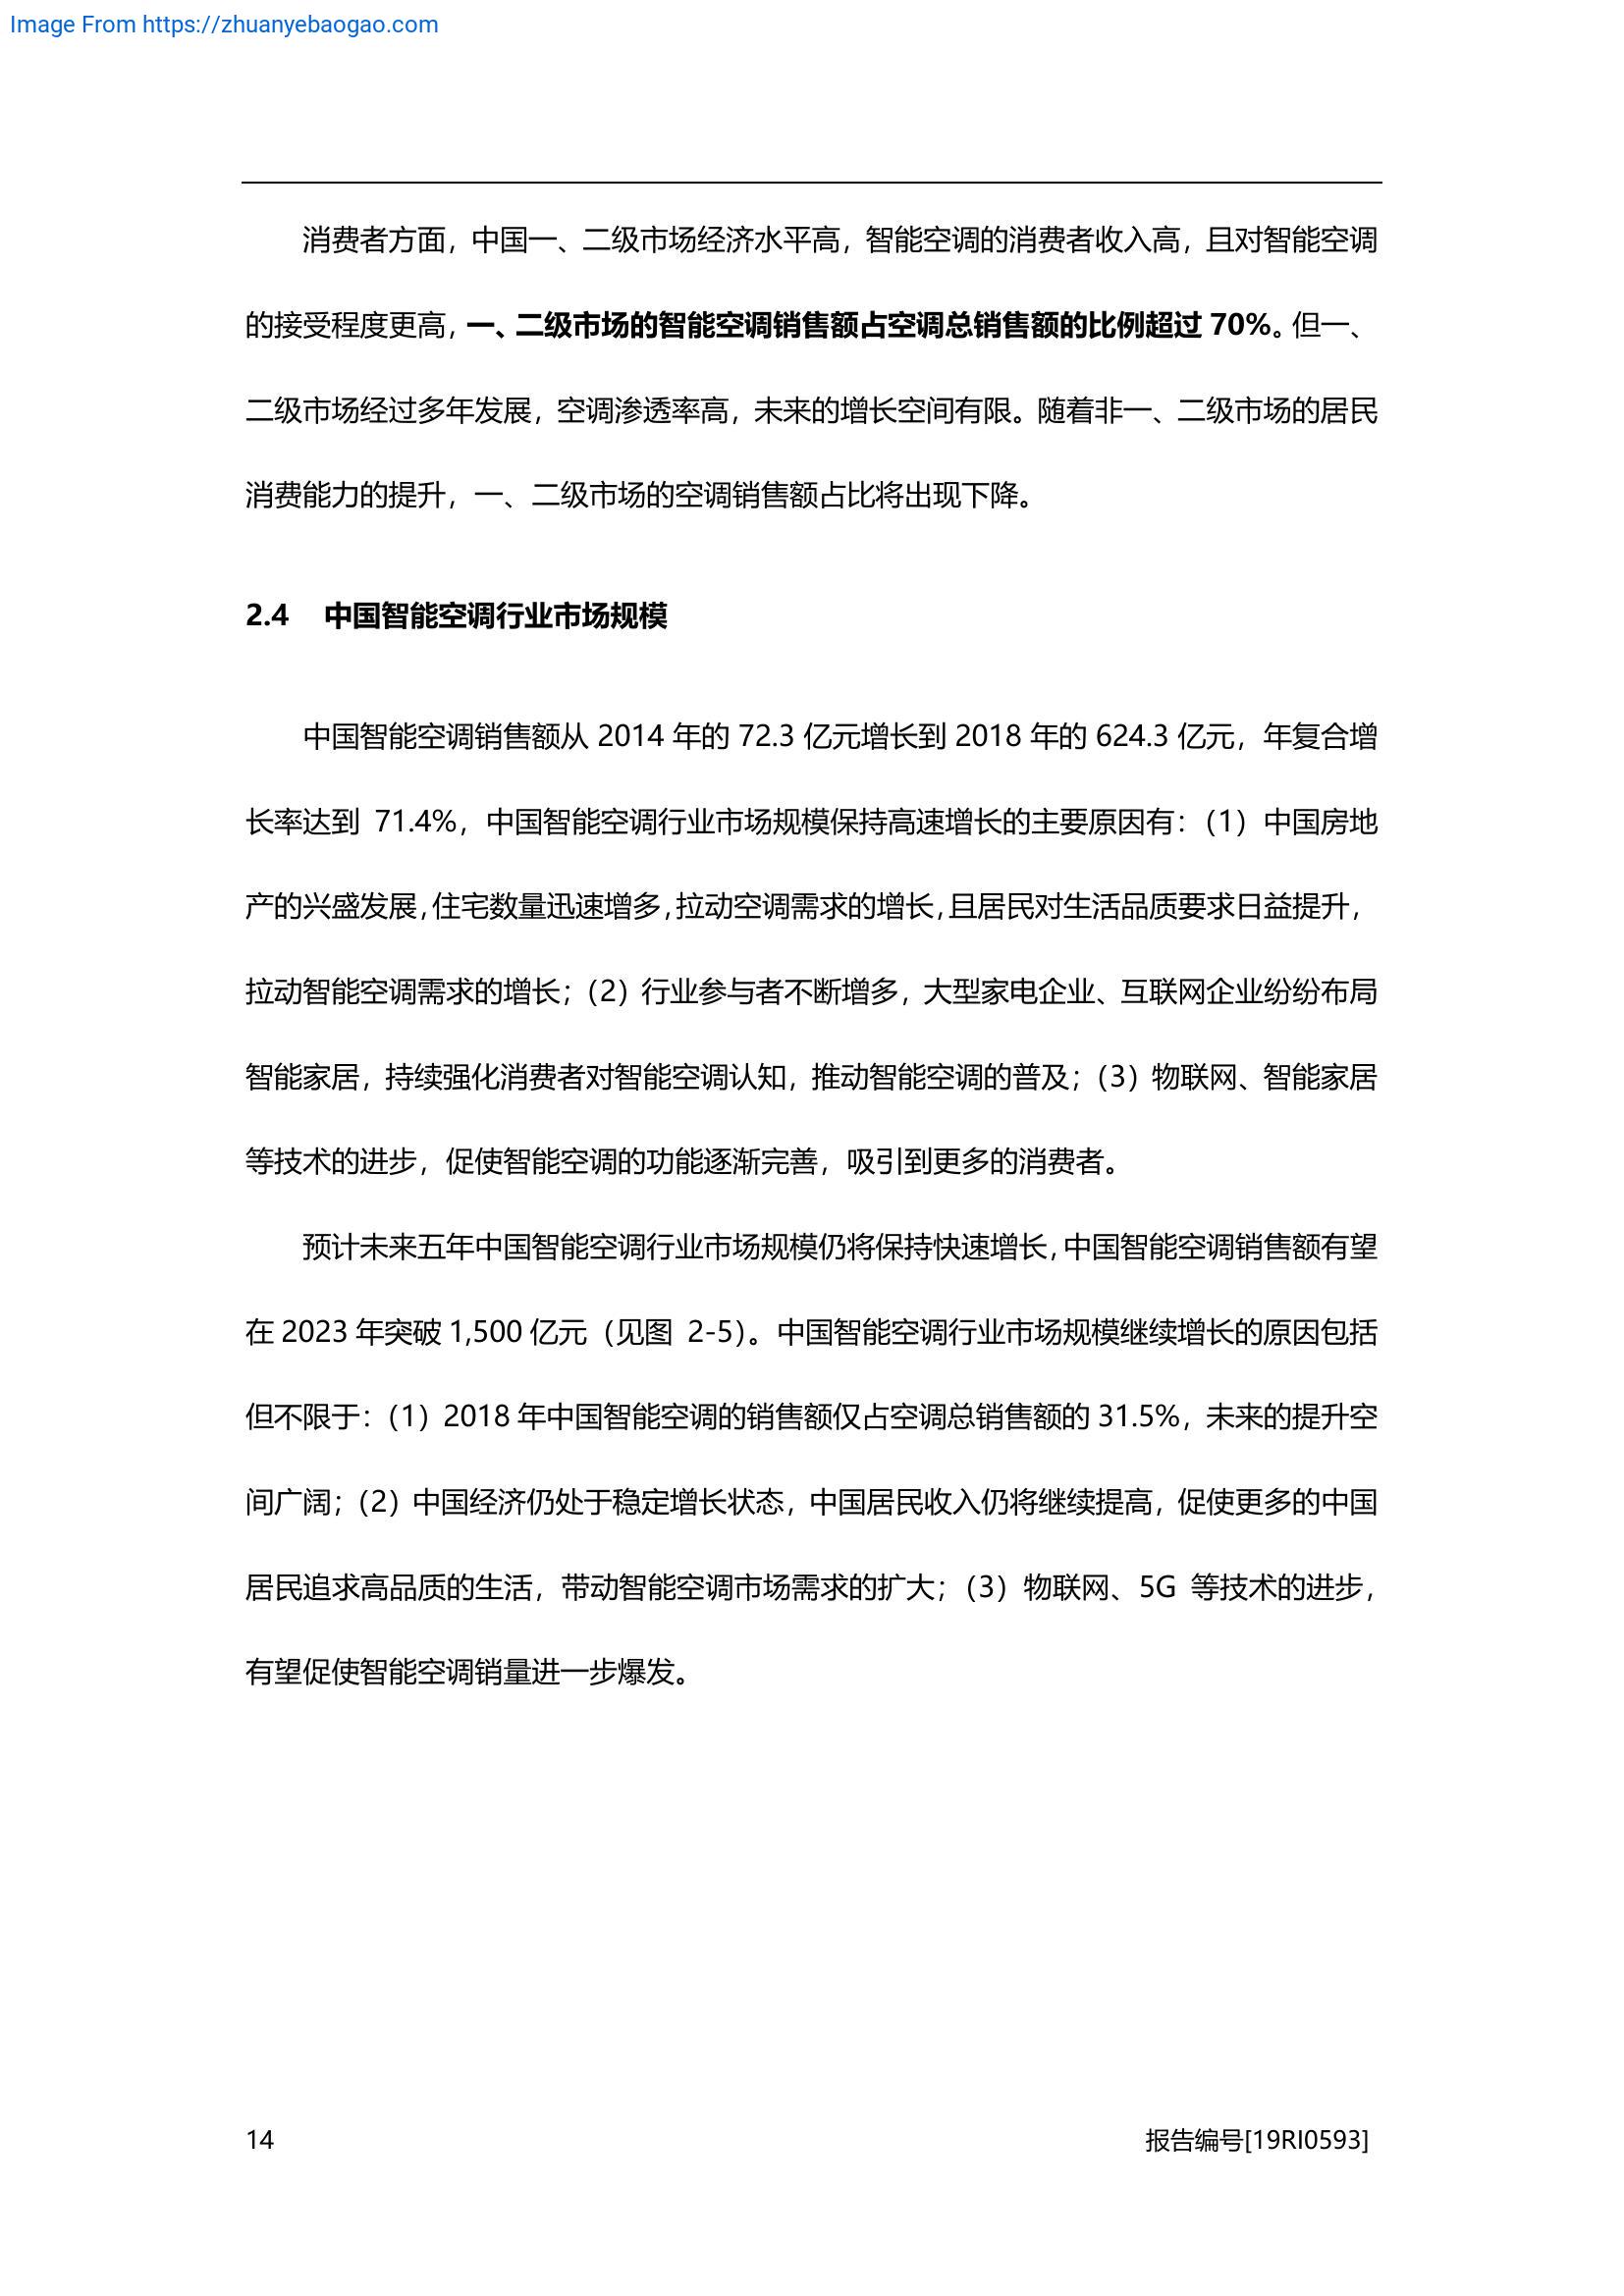 Image From https://zhuanyebaogao.com
消费者方面，中国一、二级市场经济水平高，智能空调的消费者收入高，且对智能空调
的接受程度更高，一、二级市场的智能空调销售额占空调总销售额的比例超过 70%。但一、
二级市场经过多年发展，空调渗透率高，未来的增长空间有限。随着非一、二级市场的居民
消费能力的提升，一、二级市场的空调销售额占比将出现下降。
2.4 中国智能空调行业市场规模
中国智能空调销售额从 2014 年的 72.3 亿元增长到 2018 年的 624.3 亿元，年复合增
长率达到 71.4%，中国智能空调行业市场规模保持高速增长的主要原因有：（1）中国房地
产的兴盛发展，住宅数量迅速增多，拉动空调需求的增长，且居民对生活品质要求日益提升，
拉动智能空调需求的增长；（2）行业参与者不断增多，大型家电企业、互联网企业纷纷布局
智能家居，持续强化消费者对智能空调认知，推动智能空调的普及；（3）物联网、智能家居
等技术的进步，促使智能空调的功能逐渐完善，吸引到更多的消费者。
预计未来五年中国智能空调行业市场规模仍将保持快速增长，中国智能空调销售额有望
在 2023 年突破 1,500 亿元（见图 2-5）。中国智能空调行业市场规模继续增长的原因包括
但不限于：（1）2018 年中国智能空调的销售额仅占空调总销售额的 31.5%，未来的提升空
间广阔；（2）中国经济仍处于稳定增长状态，中国居民收入仍将继续提高，促使更多的中国
居民追求高品质的生活，带动智能空调市场需求的扩大；（3）物联网、5G 等技术的进步，
有望促使智能空调销量进一步爆发。
14 报告编号[19RI0593]